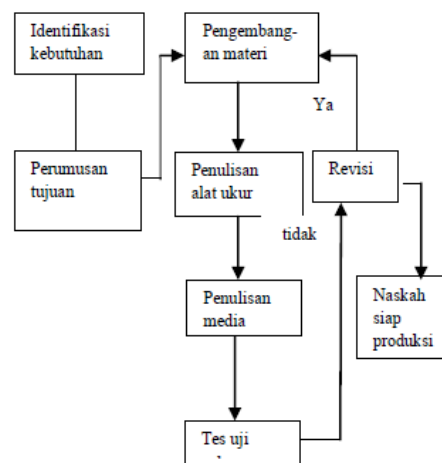 Identifikasi
kebutuhan
Pengembang-
an materi
Ya
Perumusan
tujuan
Penulisan
alat ukur
Revisi
tidak
Penulisan
media
Naskah
siap
produksi
Tes uji